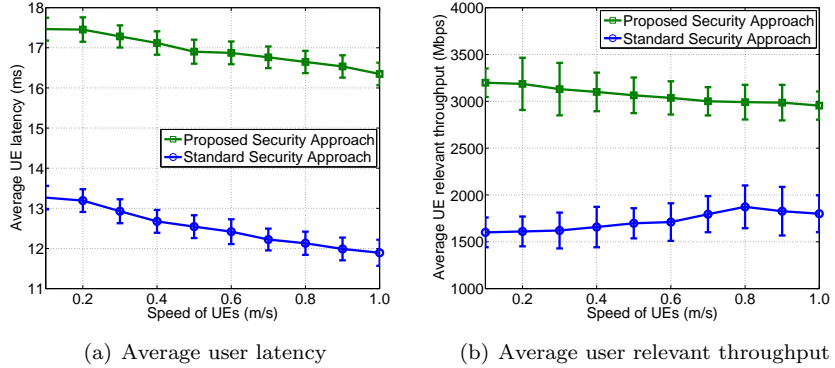 18
17
16
15
14
13
12
11
0.2
0.4
0.6
0.8
1.0
Speed of UEs (m/s)
Average UE latency (ms)
Proposed Security Approach
Standard Security Approach
(a) Average user latency
4000
3500
3000
2500
2000
1500
1000
0.2
0.4
0.6
0.8
1.0
Speed of UEs (m/s)
Average UE relevant throughput (Mbps)
Proposed Security Approach
Standard Security Approach
(b) Average user relevant throughput